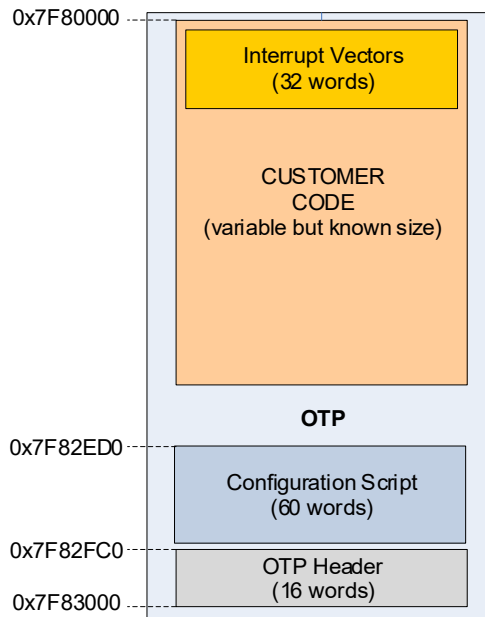 0x7F80000
Interrupt Vectors
(32 words)
CUSTOMER
CODE
(variable but known size)
OTP
0x7F82ED0
Configuration Script
(60 words)
0x7F82FC0
OTP Header
(16 words)
0x7F83000